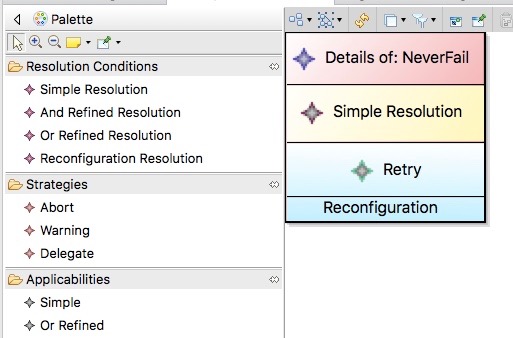 Palette
Resolution Conditions
Simple Resolution
And Refined Resolution
Or Refined Resolution
Reconfiguration Resolution
Strategies
Abort
Warning
Delegate
Applicabilities
Simple
Or Refined
Details of: NeverFail
Simple Resolution
Retry
Reconfiguration